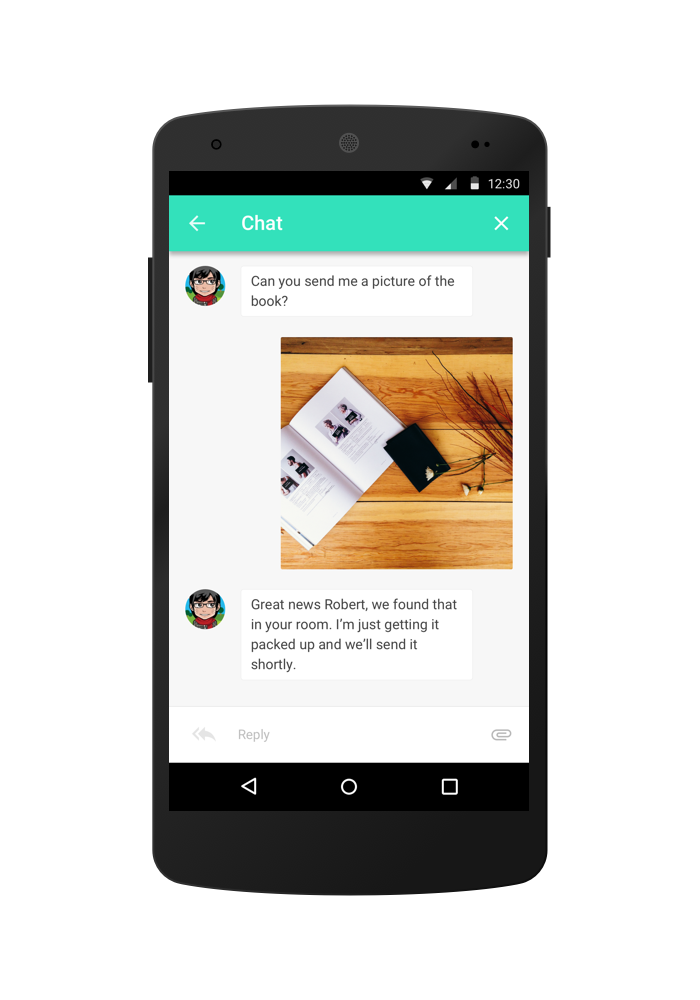 12:30
Chat
Can you send me a picture of the
book?
Great news Robert, we found that
in your room. I’m just getting it
packed up and we’ll send it
shortly.
Reply